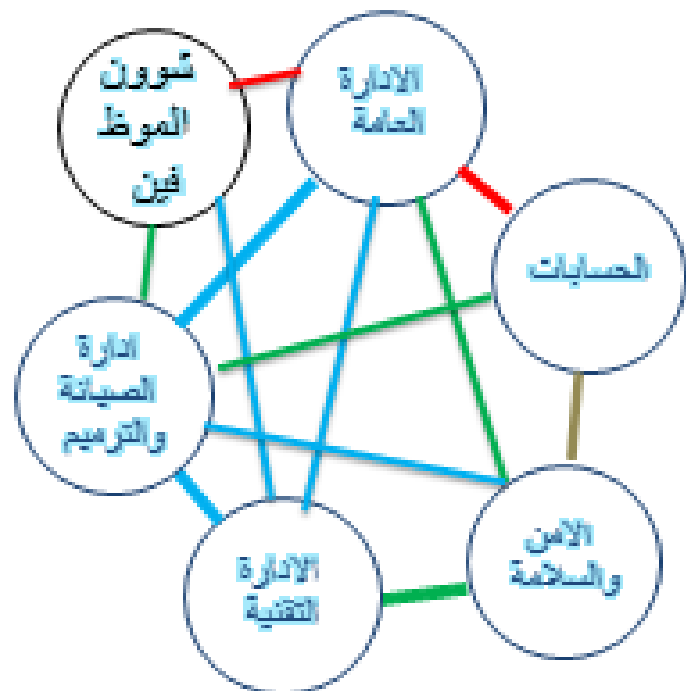 شوون
الموظ
فين
الادارة
العامة
الحسابات
ادارة
الصيانة
والترميم
الادارة
التقنية
الامن
والسلامة